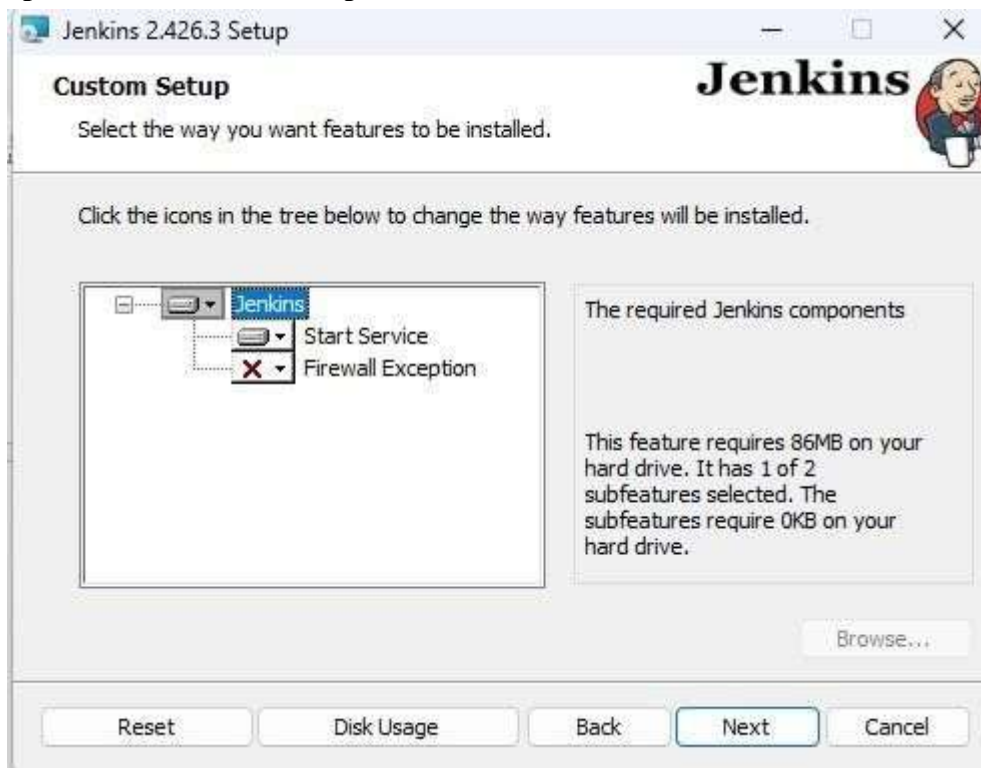 Jenkins 2.426.3 Setup
Custom Setup
Jenkins
Select the way you want features to be installed.
Click the icons in the tree below to change the way features will be installed.
Jenkins
Start Service
Firewall Exception
The required Jenkins components
This feature requires 86MB on your
hard drive. It has 1 of 2
subfeatures selected. The
subfeatures require 0KB on your
hard drive.
Browse...
Reset
Disk Usage
Back
Next
Cancel